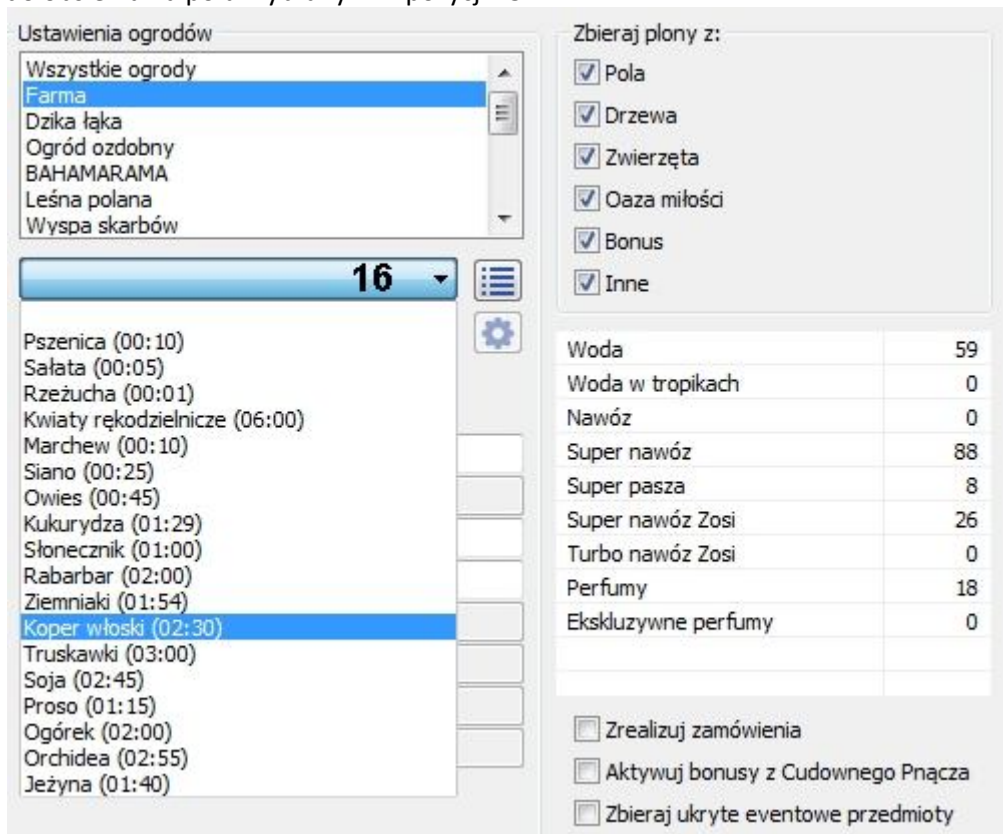 Ustawienia ogrodów
Wszystkie ogrody
Farma
Dzika łąka
Ogród ozdobny
BAHAMARAMA
Leśna polana
Wyspa skarbów
16
Pszenica (00:10)
Sałata (00:05)
Rzeżucha (00:01)
Kwiaty rękodzielnicze (06:00)
Marchew (00:10)
Siano (00:25)
Owies (00:45)
Kukurydza (01:29)
Słonecznik (01:00)
Rabarbar (02:00)
Ziemniaki (01:54)
Koper włoski (02:30)
Truskawki (03:00)
Soja (02:45)
Proso (01:15)
Ogórek (02:00)
Orchidea (02:55)
Jeżyna (01:40)
Zbieraj plony z:
Pola
Drzewa
Zwierzęta
Oaza miłości
Bonus
Inne
Woda 59
Woda w tropikach 0
Nawóz 0
Super nawóz 88
Super pasza 8
Super nawóz Zosi 26
Turbo nawóz Zosi 0
Perfumy 18
Ekskluzywne perfumy 0
Zrealizuj zamówienia
Aktywuj bonusy z Cudownego Pnącza
Zbieraj ukryte eventowe przedmioty